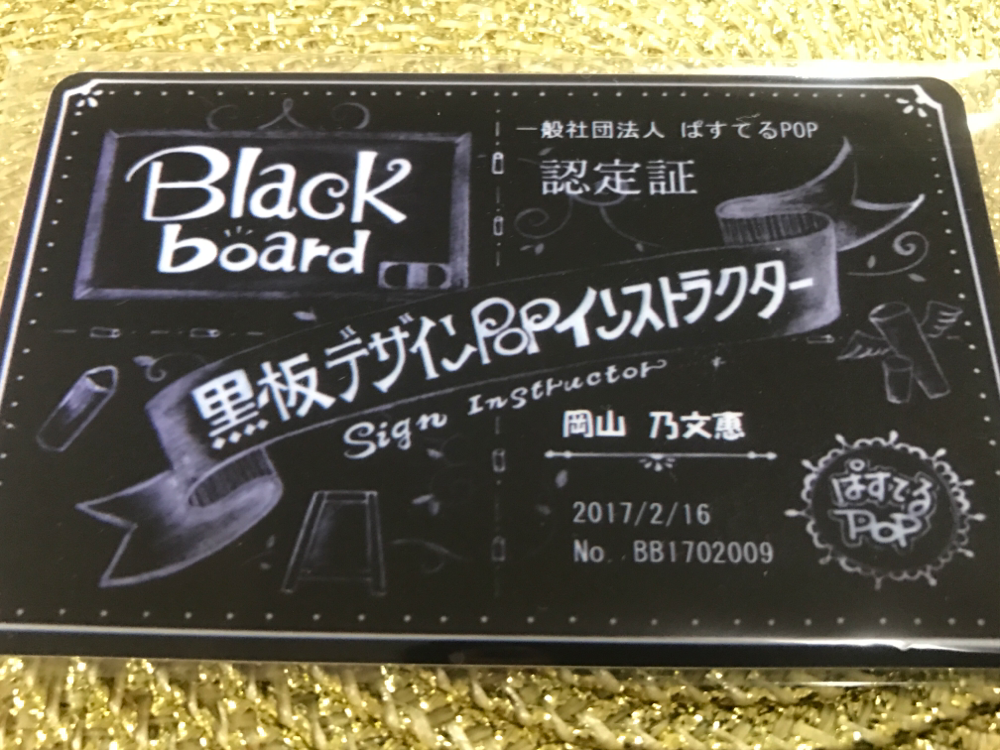 Black
board
一般社団法人 ぱすてるPOP
認定証
黒板デザインPOPインストラクター
Sign Instructor
岡山 乃文惠
2017/2/16
No. BB1702009
ぱすてる
POP